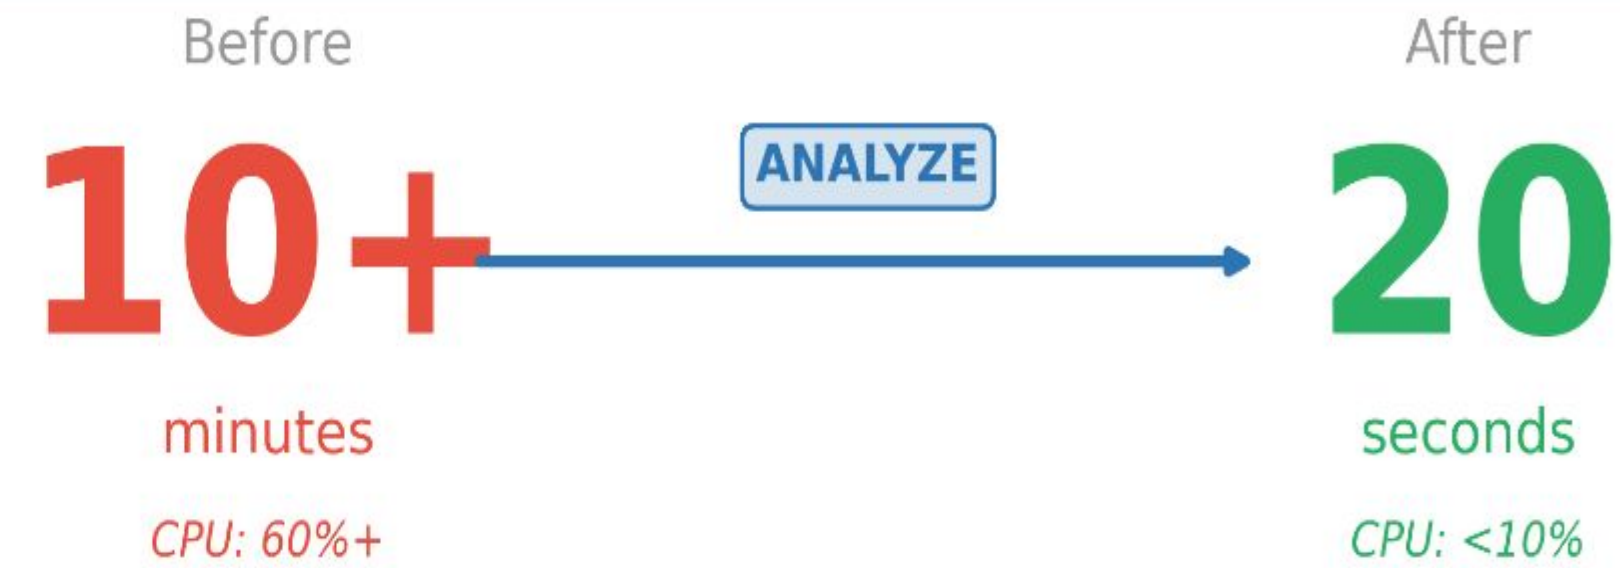 Before
After
ANALYZE
10+
20
minutes
seconds
CPU: 60%+
CPU: <10%